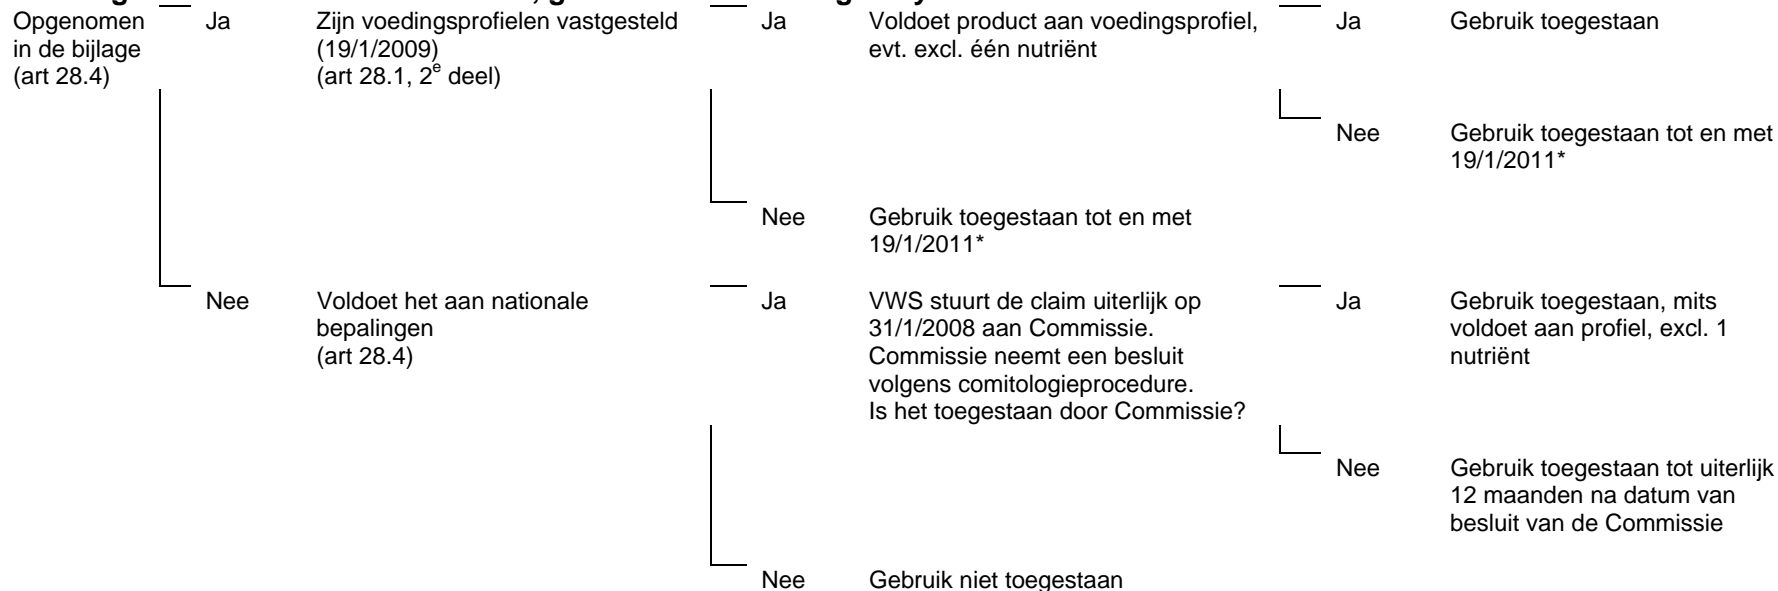 Opgenomen
in de bijlage
(art 28.4)
Ja
Zijn voedingsprofielen vastgesteld
(19/1/2009)
(art 28.1, 2e deel)
Ja
Voldoet product aan voedingsprofiel,
evt. excl. één nutriënt
Ja
Gebruik toegestaan
Nee
Gebruik toegestaan tot en met
19/1/2011*
Nee
Gebruik toegestaan tot en met
19/1/2011*
Nee
Voldoet het aan nationale
bepalingen
(art 28.4)
Ja
VWS stuurt de claim uiterlijk op
31/1/2008 aan Commissie.
Commissie neemt een besluit
volgens comitologieprocedure.
Is het toegestaan door Commissie?
Ja
Gebruik toegestaan, mits
voldoet aan profiel, excl. 1
nutriënt
Nee
Gebruik toegestaan tot uiterlijk
12 maanden na datum van
besluit van de Commissie
Nee
Gebruik niet toegestaan